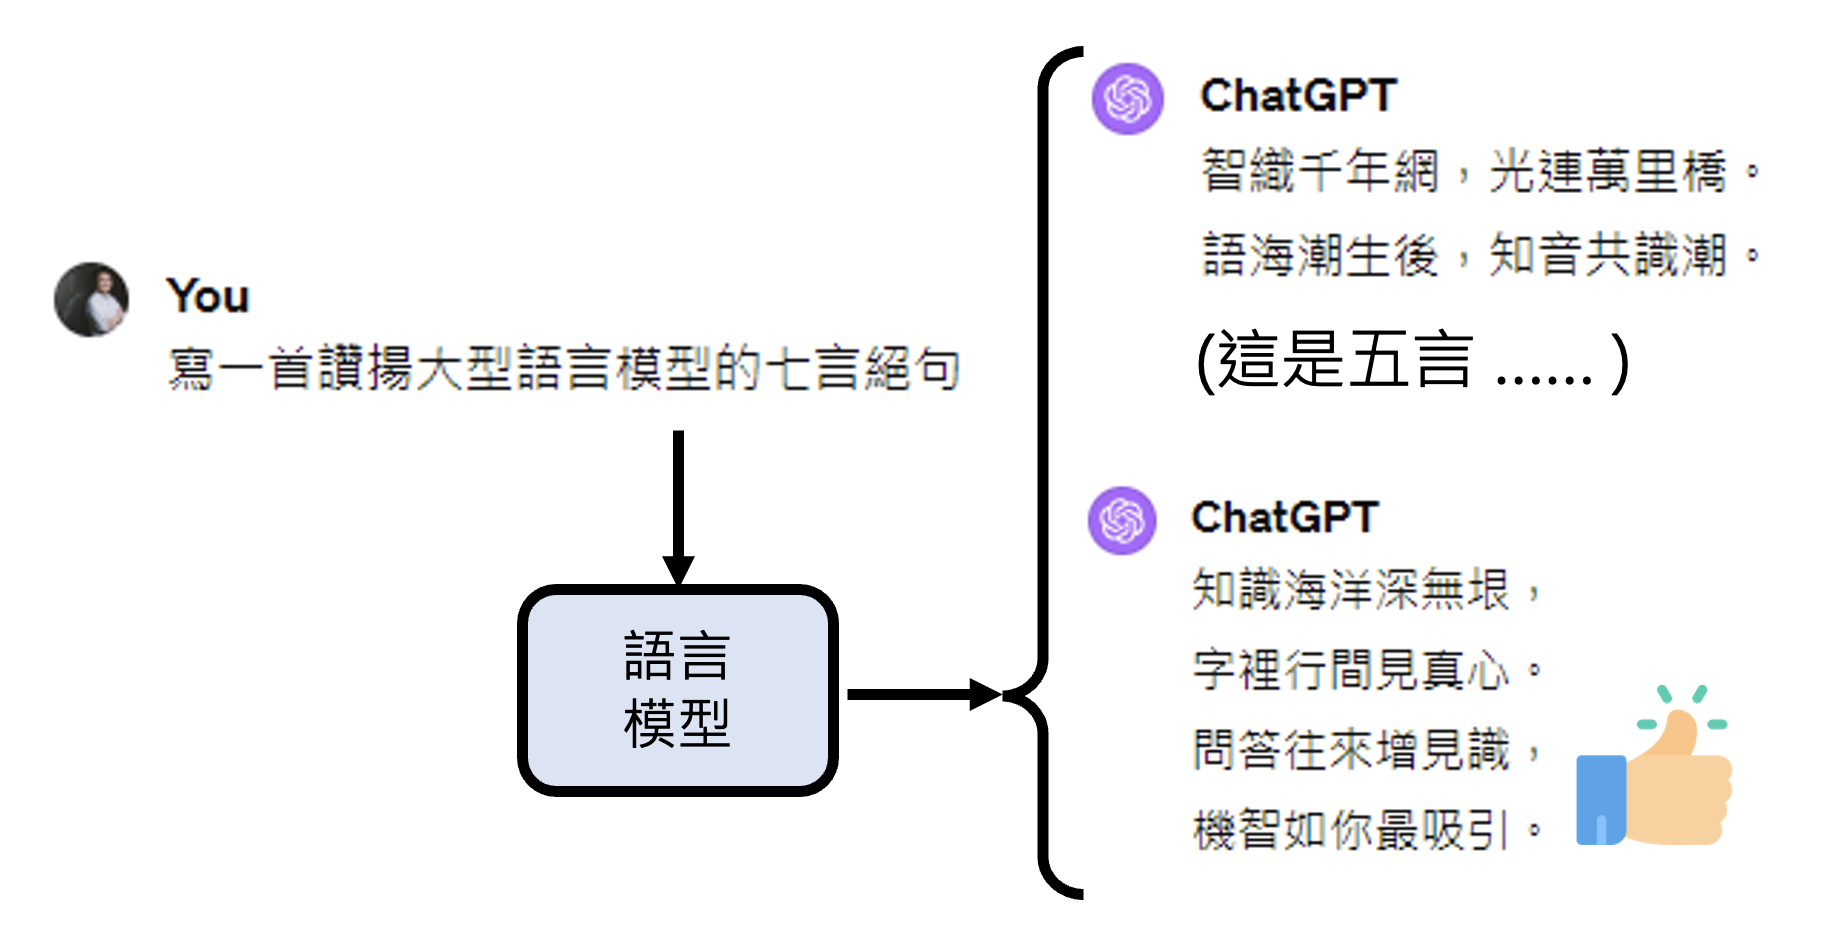 You
寫一首讚揚大型語言模型的七言絕句
語言
模型
ChatGPT
智織千年網，光連萬里橋。
語海潮生後，知音共識潮。
(這是五言 …… )
ChatGPT
知識海洋深無垠，
字裡行間見真心。
問答往來增見識，
機智如你最吸引。